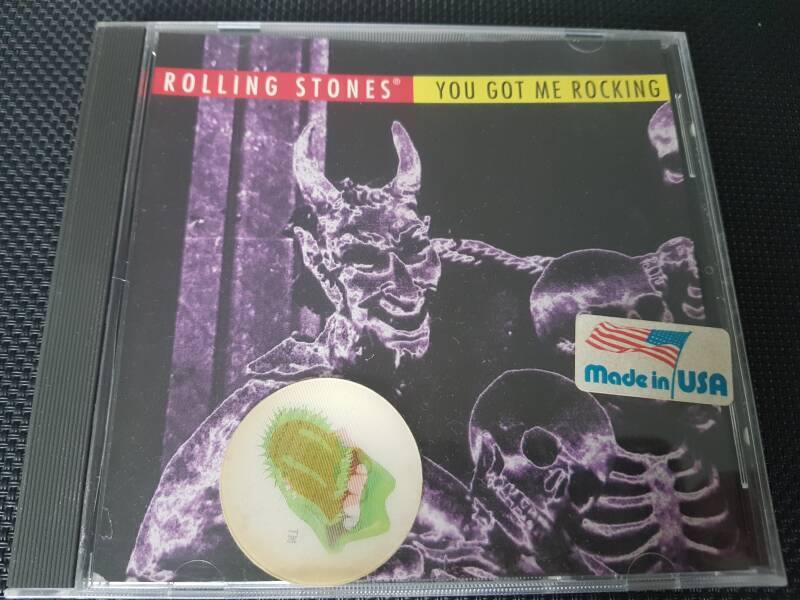 ROLLING STONES® YOU GOT ME ROCKING
Made in USA
TM